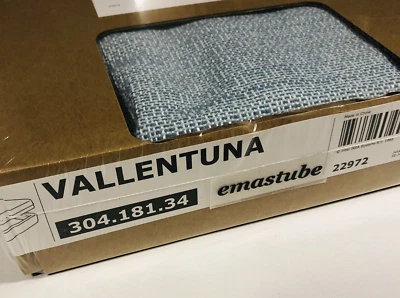 VALLENTUNA
304.181.34
emastube
22972